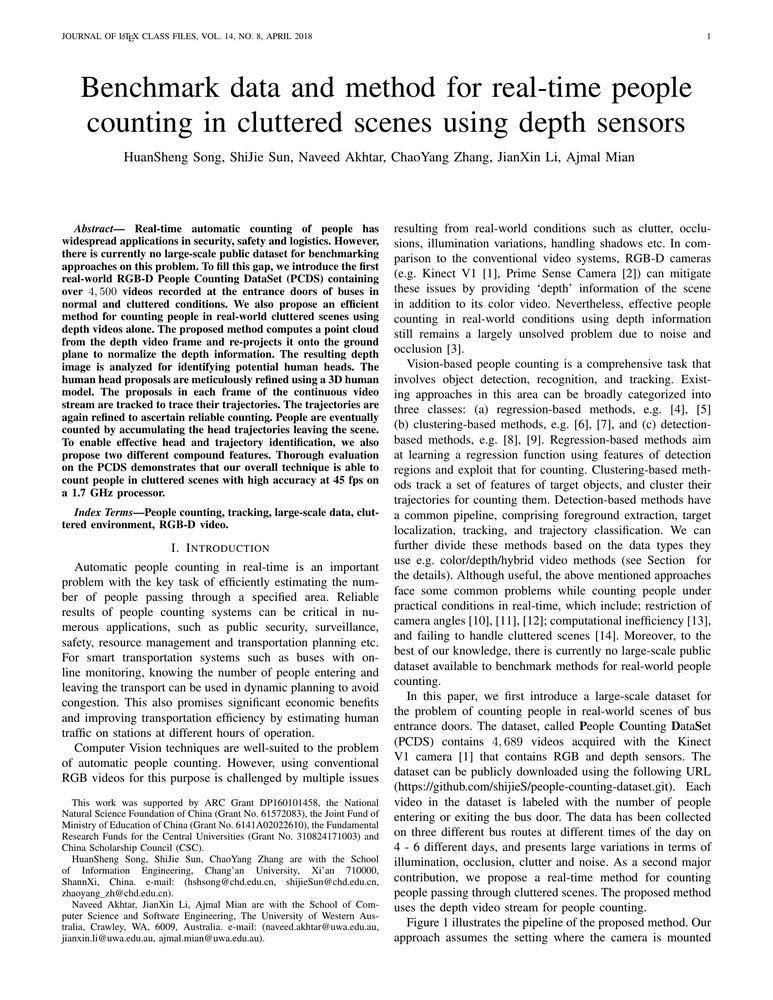 JOURNAL OF LATEX CLASS FILES, VOL. 14, NO. 8, APRIL 2018
1
Benchmark data and method for real-time people
counting in cluttered scenes using depth sensors
HuanSheng Song, ShiJie Sun, Naveed Akhtar, ChaoYang Zhang, JianXin Li, Ajmal Mian
Abstract— Real-time automatic counting of people has
widespread applications in security, safety and logistics. However,
there is currently no large-scale public dataset for benchmarking
approaches on this problem. To fill this gap, we introduce the first
real-world RGB-D People Counting DataSet (PCDS) containing
over 4,500 videos recorded at the entrance doors of buses in
normal and cluttered conditions. We also propose an efficient
method for counting people in real-world cluttered scenes using
depth videos alone. The proposed method computes a point cloud
from the depth video frame and re-projects it onto the ground
plane to normalize the depth information. The resulting depth
image is analyzed for identifying potential human heads. The
human head proposals are meticulously refined using a 3D human
model. The proposals in each frame of the continuous video
stream are tracked to trace their trajectories. The trajectories are
again refined to ascertain reliable counting. People are eventually
counted by accumulating the head trajectories leaving the scene.
To enable effective head and trajectory identification, we also
propose two different compound features. Thorough evaluation
on the PCDS demonstrates that our overall technique is able to
count people in cluttered scenes with high accuracy at 45 fps on
a 1.7 GHz processor.
Index Terms—People counting, tracking, large-scale data, clut-
tered environment, RGB-D video.
I. INTRODUCTION
Automatic people counting in real-time is an important
problem with the key task of efficiently estimating the num-
ber of people passing through a specified area. Reliable
results of people counting systems can be critical in nu-
merous applications, such as public security, surveillance,
safety, resource management and transportation planning etc.
For smart transportation systems such as buses with on-
line monitoring, knowing the number of people entering and
leaving the transport can be used in dynamic planning to avoid
congestion. This also promises significant economic benefits
and improving transportation efficiency by estimating human
traffic on stations at different hours of operation.
Computer Vision techniques are well-suited to the problem
of automatic people counting. However, using conventional
RGB videos for this purpose is challenged by multiple issues
This work was supported by ARC Grant DP160101458, the National
Natural Science Foundation of China (Grant No. 61572083), the Joint Fund of
Ministry of Education of China (Grant No. 6141A02022610), the Fundamental
Research Funds for the Central Universities (Grant No. 310824171003) and
China Scholarship Council (CSC).
HuanSheng Song, ShiJie Sun, ChaoYang Zhang are with the School
of Information Engineering, Chang'an University, Xi'an 710000,
ShannXi, China. e-mail: (hshsong@chd.edu.cn, shijieSun@chd.edu.cn,
zhaoyang_zh@chd.edu.cn).
Naveed Akhtar, JianXin Li, Ajmal Mian are with the School of Com-
puter Science and Software Engineering, The University of Western Aus-
tralia, Crawley, WA, 6009, Australia. e-mail: (naveed.akhtar@uwa.edu.au,
jianxin.li@uwa.edu.au, ajmal.mian@uwa.edu.au).
resulting from real-world conditions such as clutter, occlu-
sions, illumination variations, handling shadows etc. In com-
parison to the conventional video systems, RGB-D cameras
(e.g. Kinect V1 [1], Prime Sense Camera [2]) can mitigate
these issues by providing ‘depth’ information of the scene
in addition to its color video. Nevertheless, effective people
counting in real-world conditions using depth information
still remains a largely unsolved problem due to noise and
occlusion [3].
Vision-based people counting is a comprehensive task that
involves object detection, recognition, and tracking. Exist-
ing approaches in this area can be broadly categorized into
three classes: (a) regression-based methods, e.g. [4], [5]
(b) clustering-based methods, e.g. [6], [7], and (c) detection-
based methods, e.g. [8], [9]. Regression-based methods aim
at learning a regression function using features of detection
regions and exploit that for counting. Clustering-based meth-
ods track a set of features of target objects, and cluster their
trajectories for counting them. Detection-based methods have
a common pipeline, comprising foreground extraction, target
localization, tracking, and trajectory classification. We can
further divide these methods based on the data types they
use e.g. color/depth/hybrid video methods (see Section for
the details). Although useful, the above mentioned approaches
face some common problems while counting people under
practical conditions in real-time, which include; restriction of
camera angles [10], [11], [12]; computational inefficiency [13],
and failing to handle cluttered scenes [14]. Moreover, to the
best of our knowledge, there is currently no large-scale public
dataset available to benchmark methods for real-world people
counting.
In this paper, we first introduce a large-scale dataset for
the problem of counting people in real-world scenes of bus
entrance doors. The dataset, called People Counting DataSet
(PCDS) contains 4,689 videos acquired with the Kinect
V1 camera [1] that contains RGB and depth sensors. The
dataset can be publicly downloaded using the following URL
(https://github.com/shijieS/people-counting-dataset.git). Each
video in the dataset is labeled with the number of people
entering or exiting the bus door. The data has been collected
on three different bus routes at different times of the day on
4 - 6 different days, and presents large variations in terms of
illumination, occlusion, clutter and noise. As a second major
contribution, we propose a real-time method for counting
people passing through cluttered scenes. The proposed method
uses the depth video stream for people counting.
Figure 1 illustrates the pipeline of the proposed method. Our
approach assumes the setting where the camera is mounted